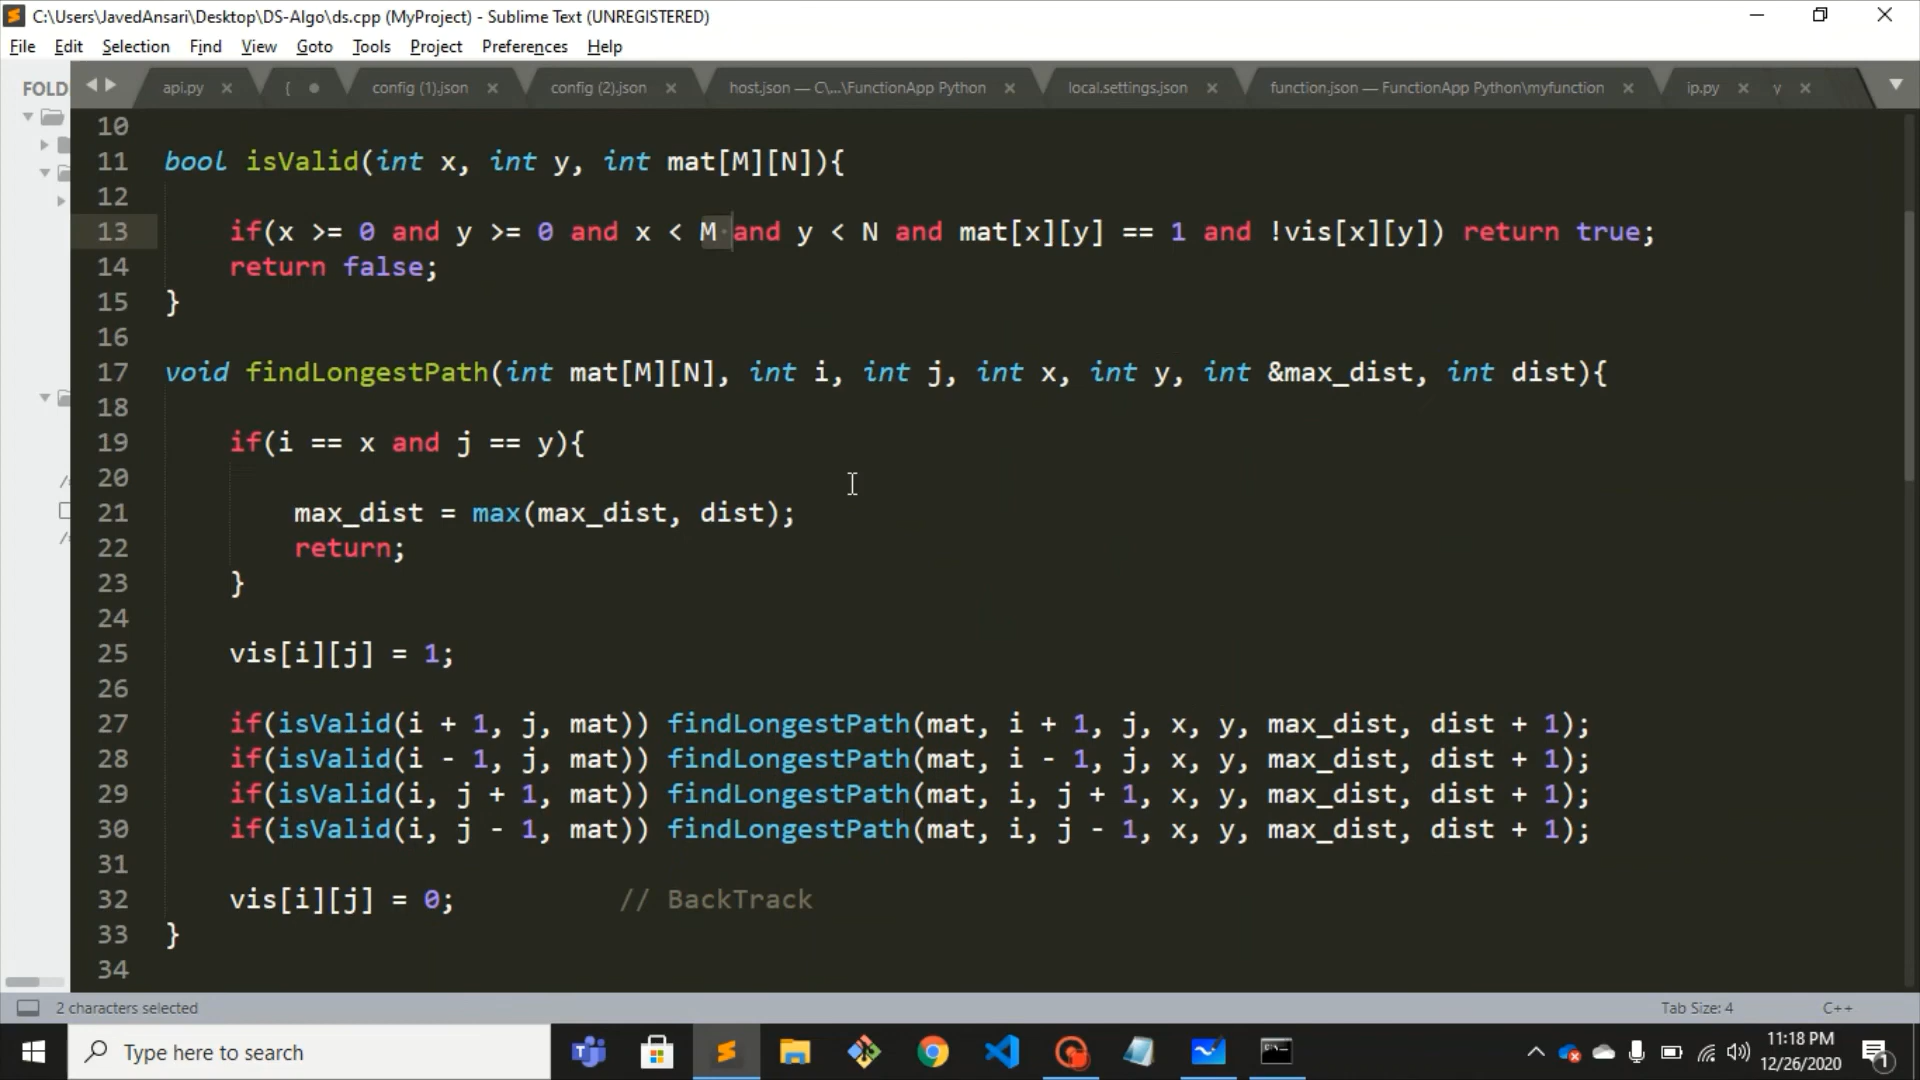 C:\Users\JavedAnsari\Desktop\DS-Algo\ds.cpp (MyProject) - Sublime Text (UNREGISTERED)
File Edit Selection Find View Goto Tools Project Preferences Help
FOLD api.py { config (1).json config (2).json host.json — C\...\FunctionApp Python local.settings.json function.json — FunctionApp Python\myfunction ip.py y
10
11 bool isValid(int x, int y, int mat[M][N]){
12
13 if(x >= 0 and y >= 0 and x < M and y < N and mat[x][y] == 1 and !vis[x][y]) return true;
14 return false;
15 }
16
17 void findLongestPath(int mat[M][N], int i, int j, int x, int y, int &max_dist, int dist){
18
19 if(i == x and j == y){
20
21 max_dist = max(max_dist, dist);
22 return;
23 }
24
25 vis[i][j] = 1;
26
27 if(isValid(i + 1, j, mat)) findLongestPath(mat, i + 1, j, x, y, max_dist, dist + 1);
28 if(isValid(i - 1, j, mat)) findLongestPath(mat, i - 1, j, x, y, max_dist, dist + 1);
29 if(isValid(i, j + 1, mat)) findLongestPath(mat, i, j + 1, x, y, max_dist, dist + 1);
30 if(isValid(i, j - 1, mat)) findLongestPath(mat, i, j - 1, x, y, max_dist, dist + 1);
31
32 vis[i][j] = 0; // BackTrack
33 }
34
2 characters selected Tab Size: 4 C++
Type here to search 11:18 PM
12/26/2020 1